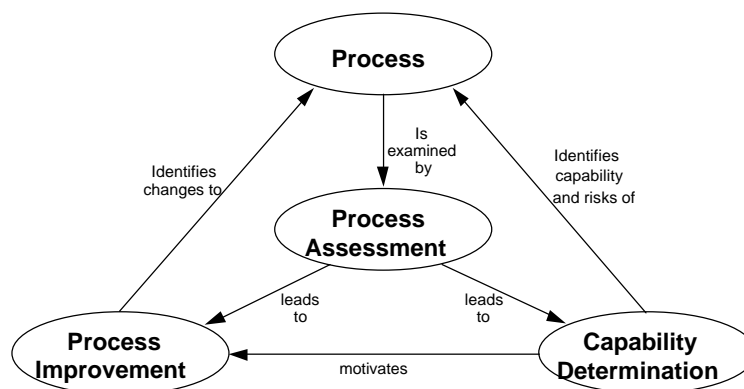 Process
Is
examined
by
Identifies
changes to
Identifies
capability
and risks of
Process
Assessment
leads
to
leads
to
Process
Improvement
motivates
Capability
Determination